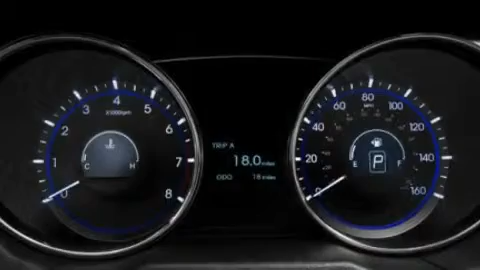 0 1 2 3 4 5 6 7 8
X1000rpm
C H
TRIP A
18.0 miles
ODO 18 miles
0 20 40 60 80 100 120 140 160
MPH
E F
P